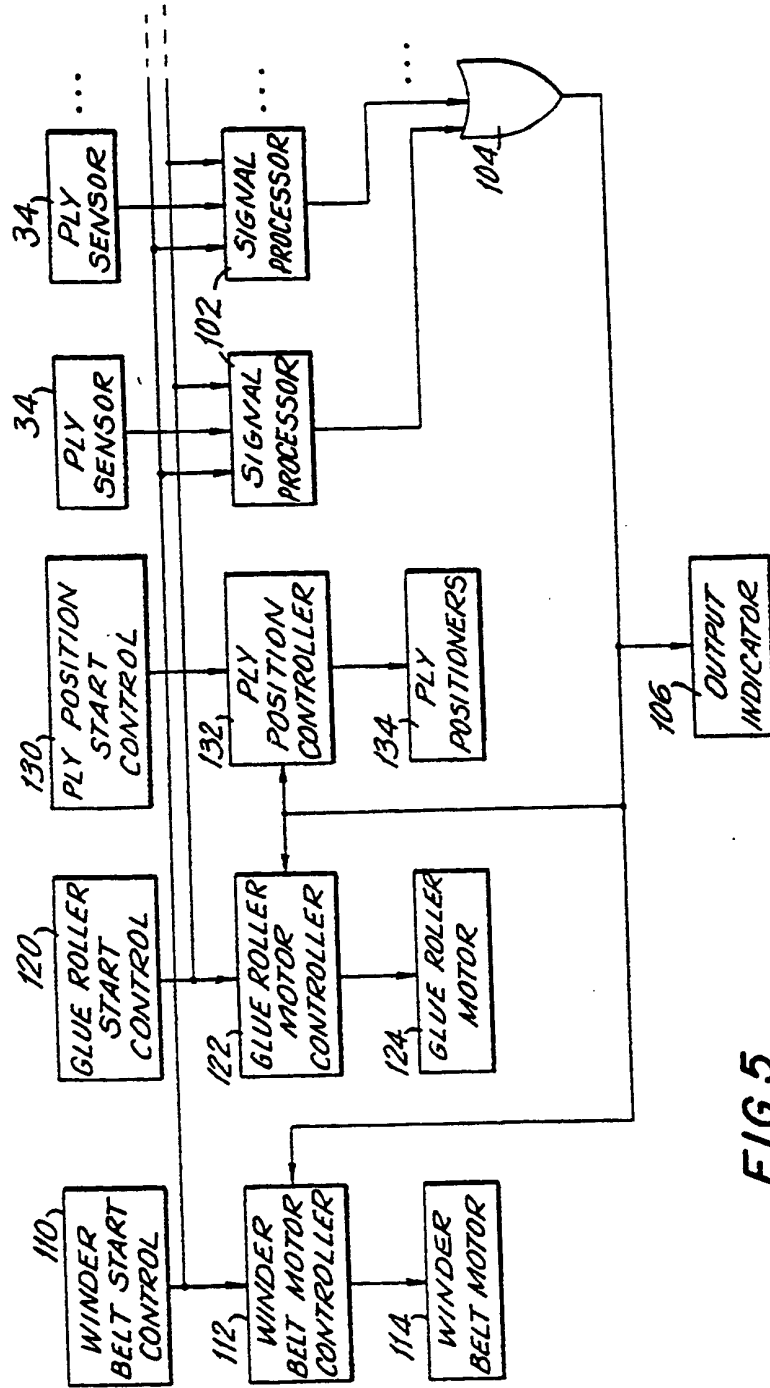 110
WINDER
BELT START
CONTROL
120
GLUE ROLLER
START
CONTROL
130
PLY POSITION
START
CONTROL
34
PLY
SENSOR
34
PLY
SENSOR
...
112
WINDER
BELT MOTOR
CONTROLLER
122
GLUE ROLLER
MOTOR
CONTROLLER
132
PLY
POSITION
CONTROLLER
102
SIGNAL
PROCESSOR
SIGNAL
PROCESSOR
...
114
WINDER
BELT MOTOR
124
GLUE ROLLER
MOTOR
134
PLY
POSITIONERS
104
...
106
OUTPUT
INDICATOR
FIG.5